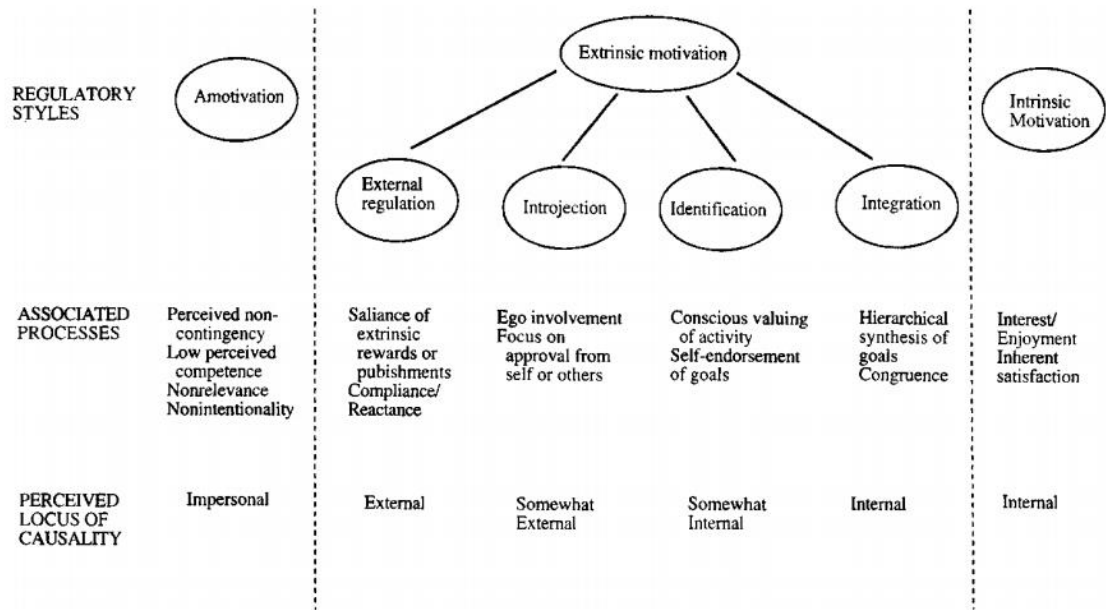 Extrinsic motivation
REGULATORY
STYLES
Amotivation
Intrinsic
Motivation
External
regulation
Introjection
Identification
Integration
ASSOCIATED
PROCESSES
Perceived non-
contingency
Low perceived
competence
Nonrelevance
Nonintentionality
Saliance of
extrinsic
rewards or
pubishments
Compliance/
Reactance
Ego involvement
Focus on
approval from
self or others
Conscious valuing
of activity
Self-endorsement
of goals
Hierarchical
synthesis of
goals
Congruence
Interest/
Enjoyment
Inherent
satisfaction
PERCEIVED
LOCUS OF
CAUSALITY
Impersonal
External
Somewhat
External
Somewhat
Internal
Internal
Internal